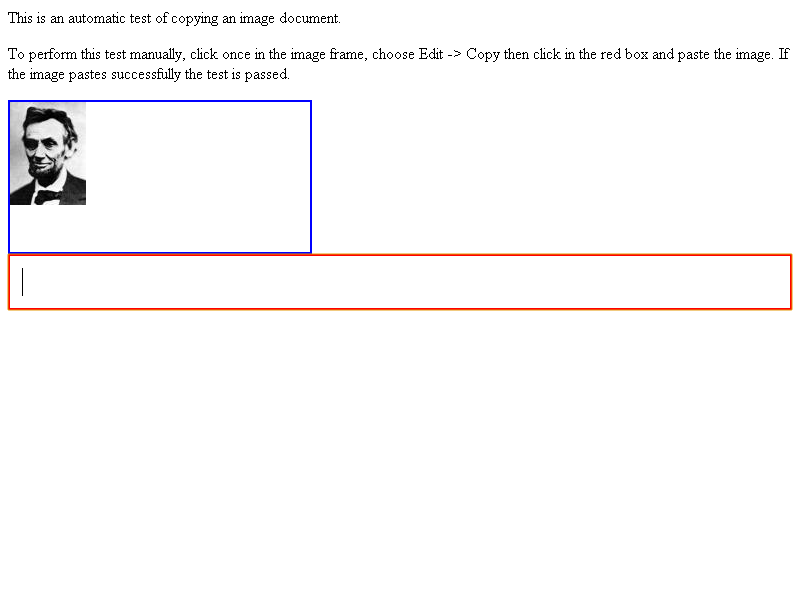 This is an automatic test of copying an image document.
To perform this test manually, click once in the image frame, choose Edit -> Copy then click in the red box and paste the image. If
the image pastes successfully the test is passed.